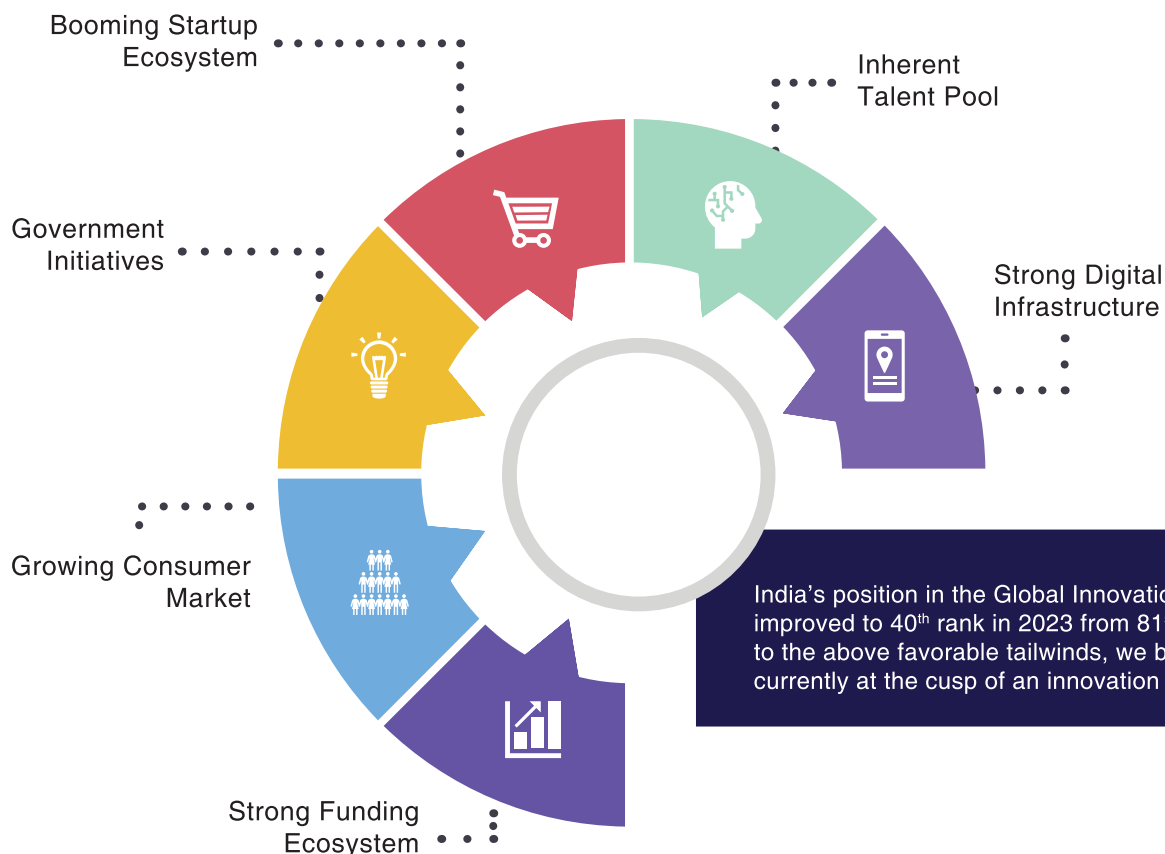 Booming Startup
Ecosystem
Inherent
Talent Pool
Government
Initiatives
Strong Digital
Infrastructure
Growing Consumer
Market
India’s position in the Global
improved to 40th rank in 2023 from
to the above favorable tailwinds, we
currently at the cusp of an innovation
Strong Funding
Ecosystem